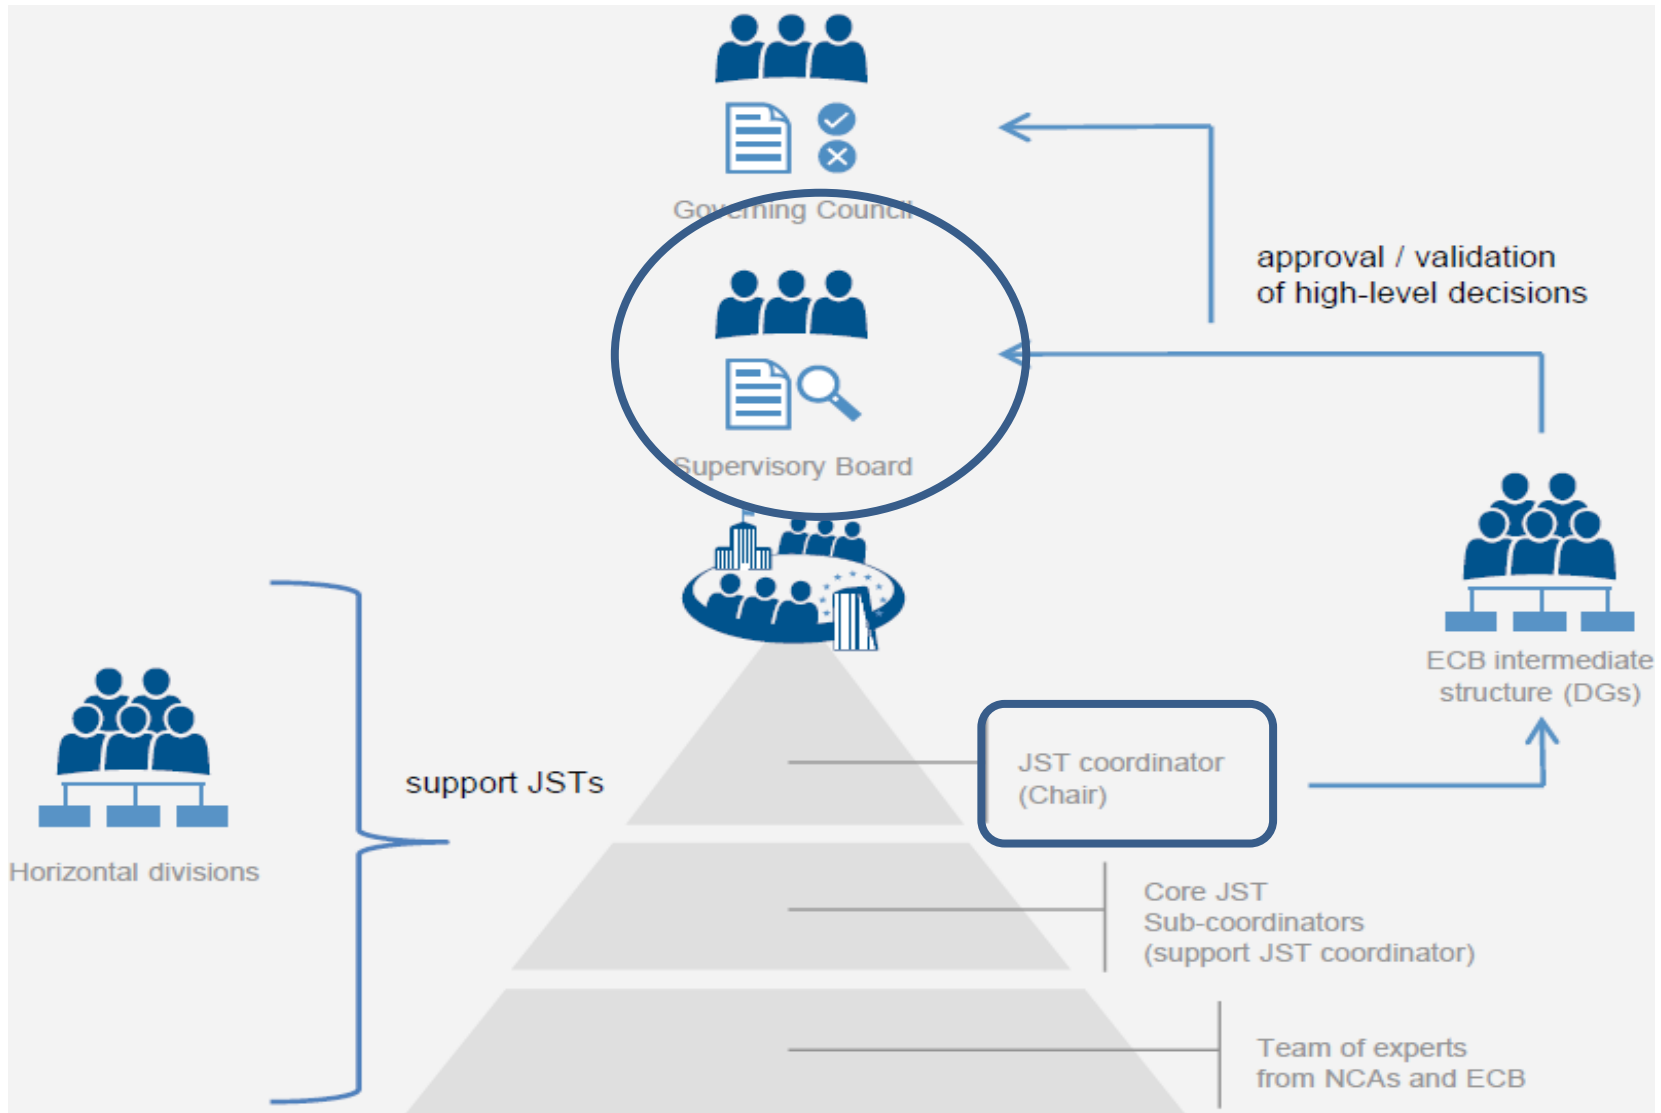 Governing Council
approval / validation
of high-level decisions
Supervisory Board
ECB intermediate
structure (DGs)
JST coordinator
(Chair)
support JSTs
Horizontal divisions
Core JST
Sub-coordinators
(support JST coordinator)
Team of experts
from NCAs and ECB